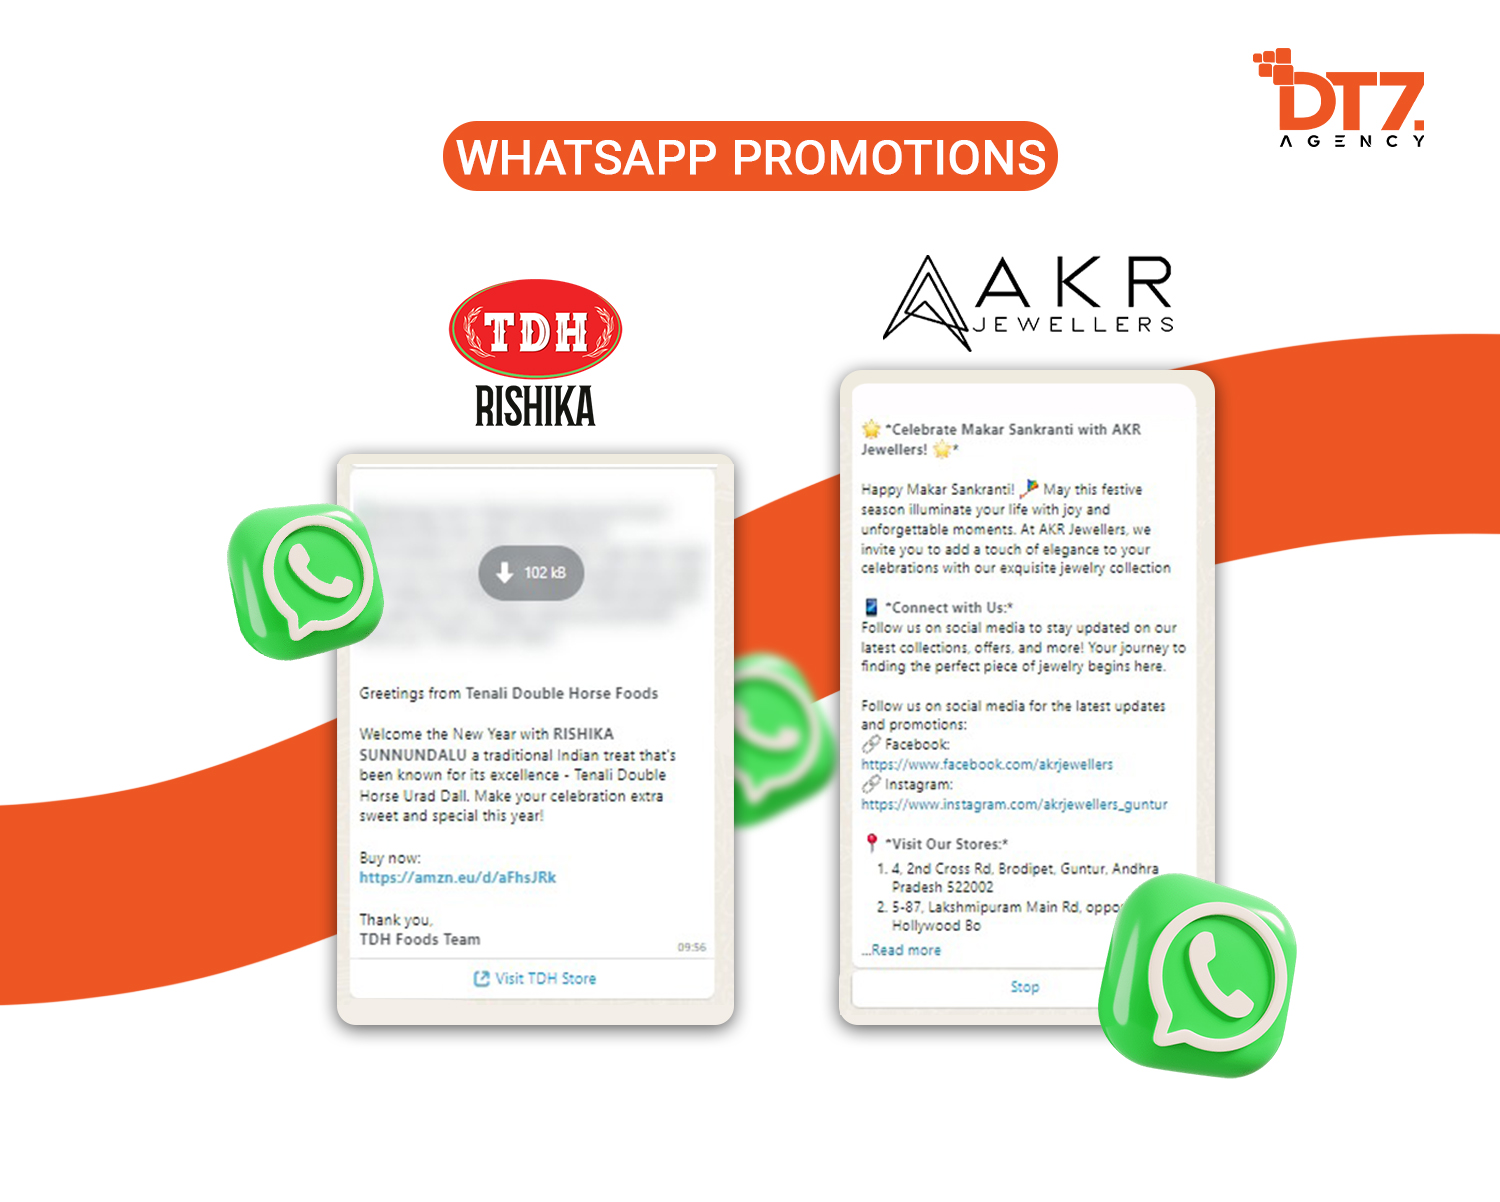 DT7.
AGENCY
WHATSAPP PROMOTIONS
TDH
RISHIKA
102 kB
Greetings from Tenali Double Horse Foods
Welcome the New Year with RISHIKA
SUNNUNDALU a traditional Indian treat that's
been known for its excellence - Tenali Double
Horse Urad Dall. Make your celebration extra
sweet and special this year!
Buy now:
https://amzn.eu/d/aFhsJRk
Thank you,
TDH Foods Team
09:56
Visit TDH Store
AKR
JEWELLERS
🌟 *Celebrate Makar Sankranti with AKR
Jewellers! 🌟*
Happy Makar Sankranti! 🪁 May this festive
season illuminate your life with joy and
unforgettable moments. At AKR Jewellers, we
invite you to add a touch of elegance to your
celebrations with our exquisite jewelry collection
📱 *Connect with Us:*
Follow us on social media to stay updated on our
latest collections, offers, and more! Your journey to
finding the perfect piece of jewelry begins here.
Follow us on social media for the latest updates
and promotions:
🔗 Facebook:
https://www.facebook.com/akrjewellers
🔗 Instagram:
https://www.instagram.com/akrjewellers_guntur
📍 *Visit Our Stores:*
1. 4, 2nd Cross Rd, Brodipet, Guntur, Andhra
Pradesh 522002
2. 5-87, Lakshmipuram Main Rd, oppo
Hollywood Bo
...Read more
Stop